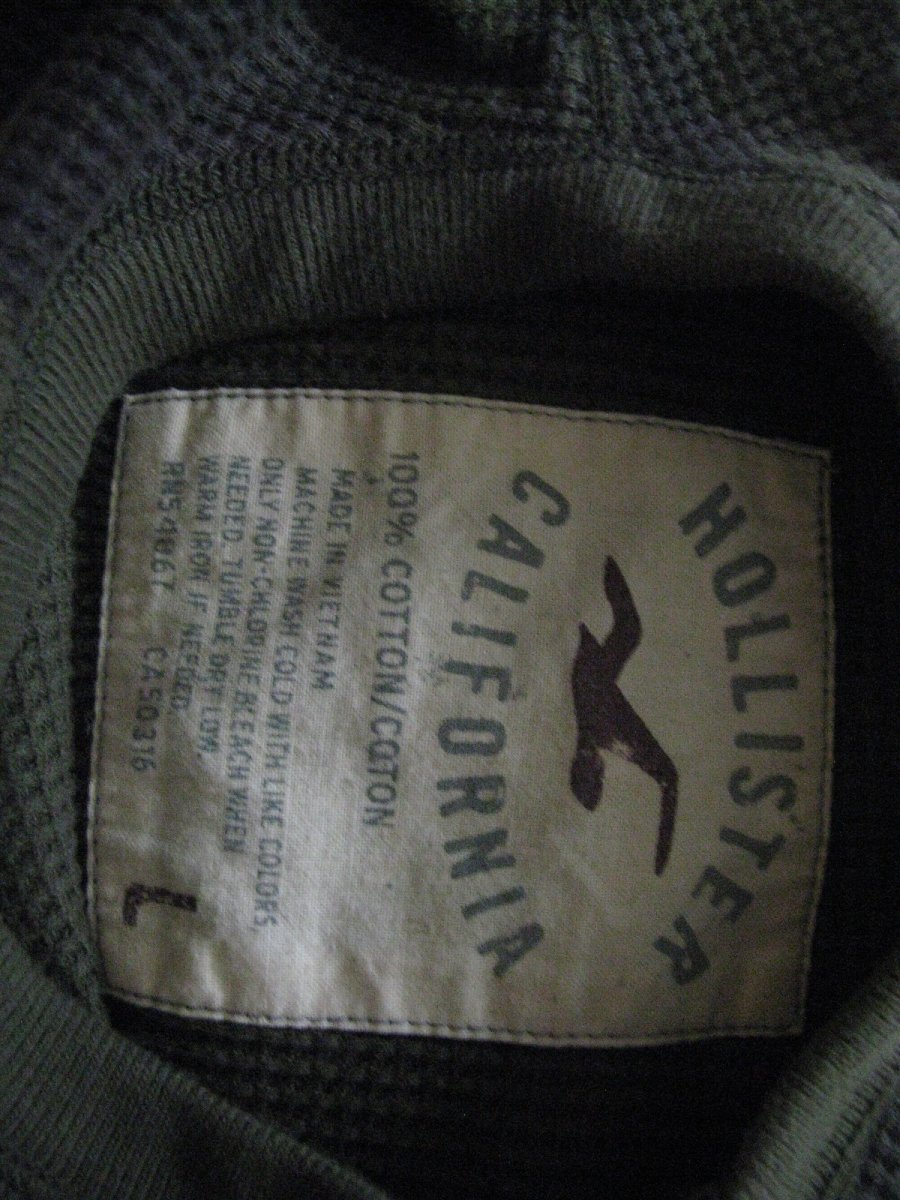 HOLLISTER
CALIFORNIA
100% COTTON/COTON
MADE IN VIETNAM
MACHINE WASH COLD WITH LIKE COLORS,
ONLY NON-CHLORINE BLEACH WHEN
NEEDED. TUMBLE DRY LOW.
WARM IRON IF NEEDED.
RN54867 CA50316
L